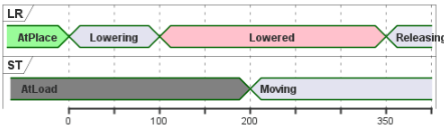 LR
AtPlace Lowering Lowered Releasing
ST
AtLoad Moving
0 100 200 350